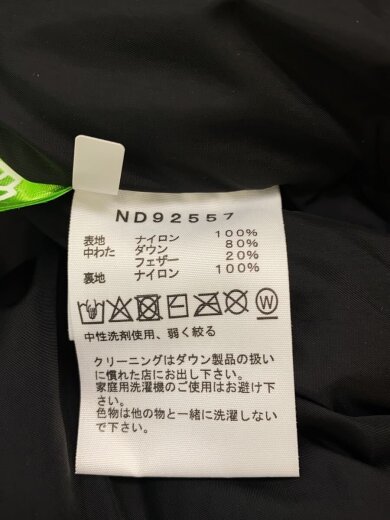 ND92557
表地 ナイロン 100%
中わた ダウン 80%
フェザー 20%
裏地 ナイロン 100%
W
中性洗剤使用、弱く絞る
クリーニングはダウン製品の扱い
に慣れた店にお出し下さい。
家庭用洗濯機のご使用はお避け下
さい。
色物は他の物と一緒に洗濯しない
で下さい。